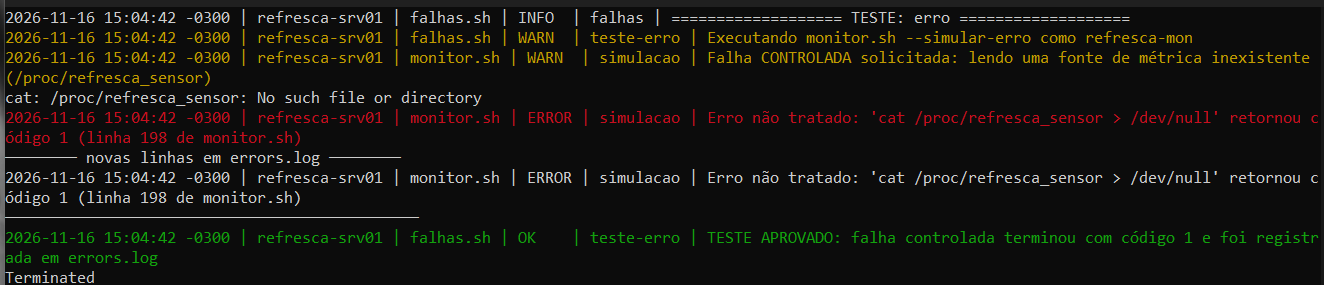 2026-11-16 15:04:42 -0300 | refresca-srv01 | falhas.sh | INFO  | falhas | =================== TESTE: erro ===================
2026-11-16 15:04:42 -0300 | refresca-srv01 | falhas.sh | WARN  | teste-erro | Executando monitor.sh --simular-erro como refresca-mon
2026-11-16 15:04:42 -0300 | refresca-srv01 | monitor.sh | WARN  | simulacao | Falha CONTROLADA solicitada: lendo uma fonte de métrica inexistente
(/proc/refresca_sensor)
cat: /proc/refresca_sensor: No such file or directory
2026-11-16 15:04:42 -0300 | refresca-srv01 | monitor.sh | ERROR | simulacao | Erro não tratado: 'cat /proc/refresca_sensor > /dev/null' retornou c
ódigo 1 (linha 198 de monitor.sh)
──────── novas linhas em errors.log ────────
2026-11-16 15:04:42 -0300 | refresca-srv01 | monitor.sh | ERROR | simulacao | Erro não tratado: 'cat /proc/refresca_sensor > /dev/null' retornou c
ódigo 1 (linha 198 de monitor.sh)
──────────────────────────────────────────────
2026-11-16 15:04:42 -0300 | refresca-srv01 | falhas.sh | OK    | teste-erro | TESTE APROVADO: falha controlada terminou com código 1 e foi registr
ada em errors.log
Terminated